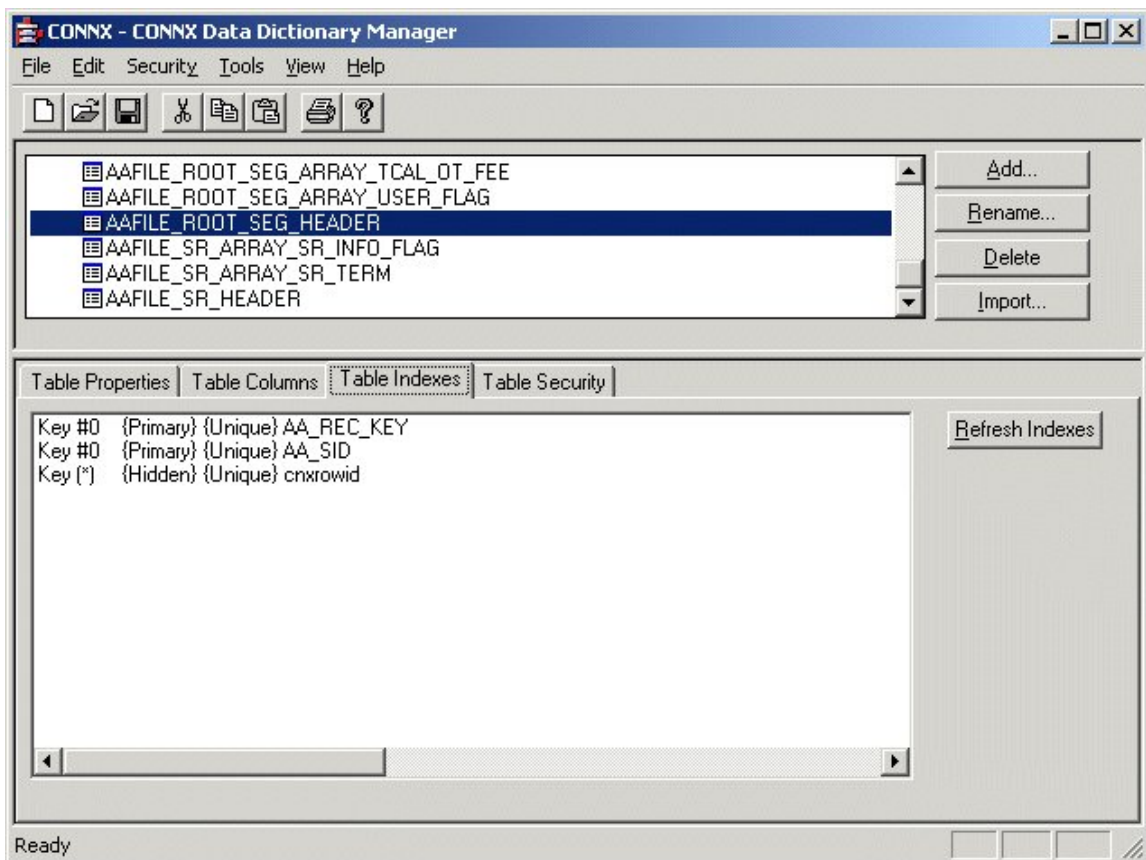 CONNX - CONNX Data Dictionary Manager
File Edit Security Tools View Help
AAFILE_ROOT_SEG_ARRAY_TCAL_OT_FEE
AAFILE_ROOT_SEG_ARRAY_USER_FLAG
AAFILE_ROOT_SEG_HEADER
AAFILE_SR_ARRAY_SR_INFO_FLAG
AAFILE_SR_ARRAY_SR_TERM
AAFILE_SR_HEADER
Add...
Rename...
Delete
Import...
Table Properties Table Columns Table Indexes Table Security
Key #0 {Primary} {Unique} AA_REC_KEY
Key #0 {Primary} {Unique} AA_SID
Key (*) {Hidden} {Unique} cnxrowid
Refresh Indexes
Ready